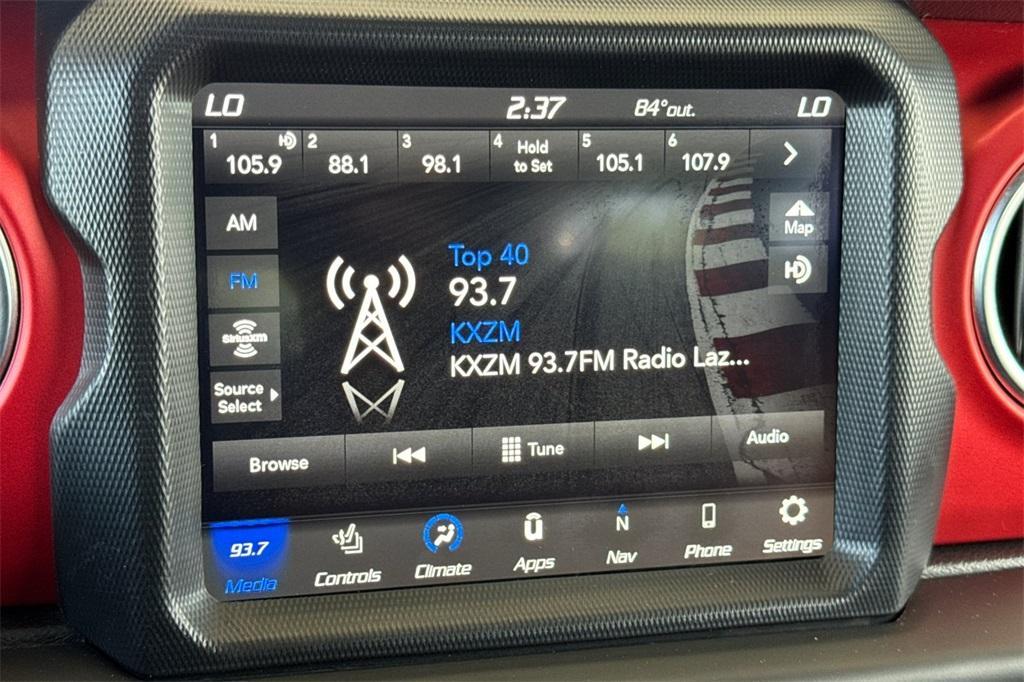 LO 2:37 84°out. LO
1 HD 2 3 4 Hold 5 6
105.9 88.1 98.1 to Set 105.1 107.9
AM
Map
FM
HD
Top 40
93.7
SiriusXM
KXZM
KXZM 93.7FM Radio Laz...
Source
Select
Browse Tune Audio
93.7 N
Media Controls Climate Apps Nav Phone Settings